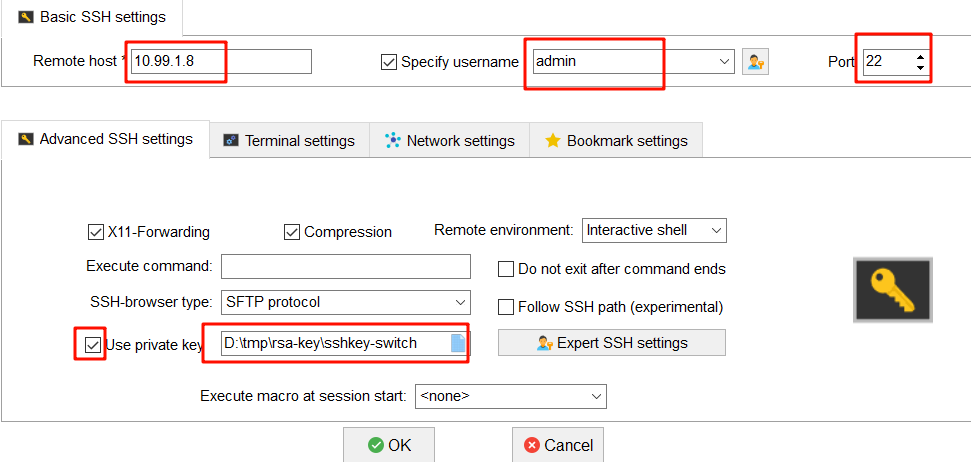 Basic SSH settings
Remote host * 10.99.1.8 Specify username admin Port 22
Advanced SSH settings Terminal settings Network settings Bookmark settings
X11-Forwarding Compression Remote environment: Interactive shell
Execute command: Do not exit after command ends
SSH-browser type: SFTP protocol Follow SSH path (experimental)
Use private key D:\tmp\rsa-key\sshkey-switch Expert SSH settings
Execute macro at session start: <none>
OK Cancel